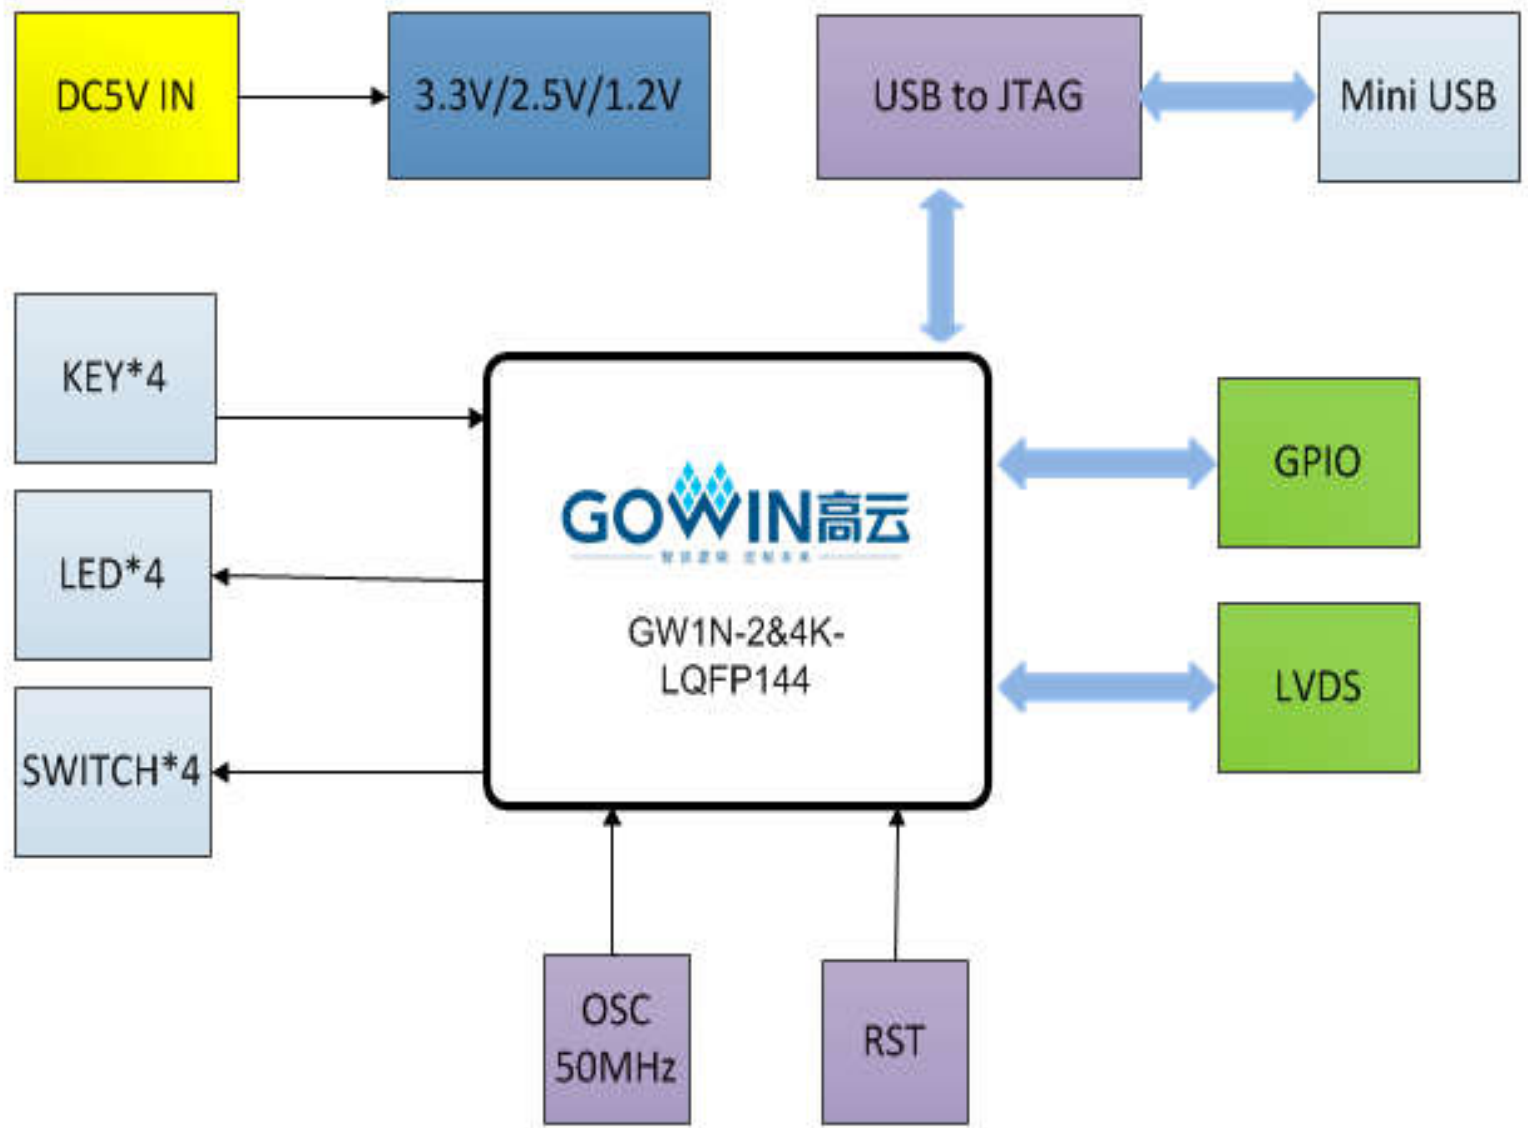 DC5V IN
3.3V/2.5V/1.2V
USB to JTAG
Mini USB
KEY*4
LED*4
SWITCH*4
GOWIN高云
GW1N-2&4K-
LQFP144
GPIO
LVDS
OSC
50MHz
RST